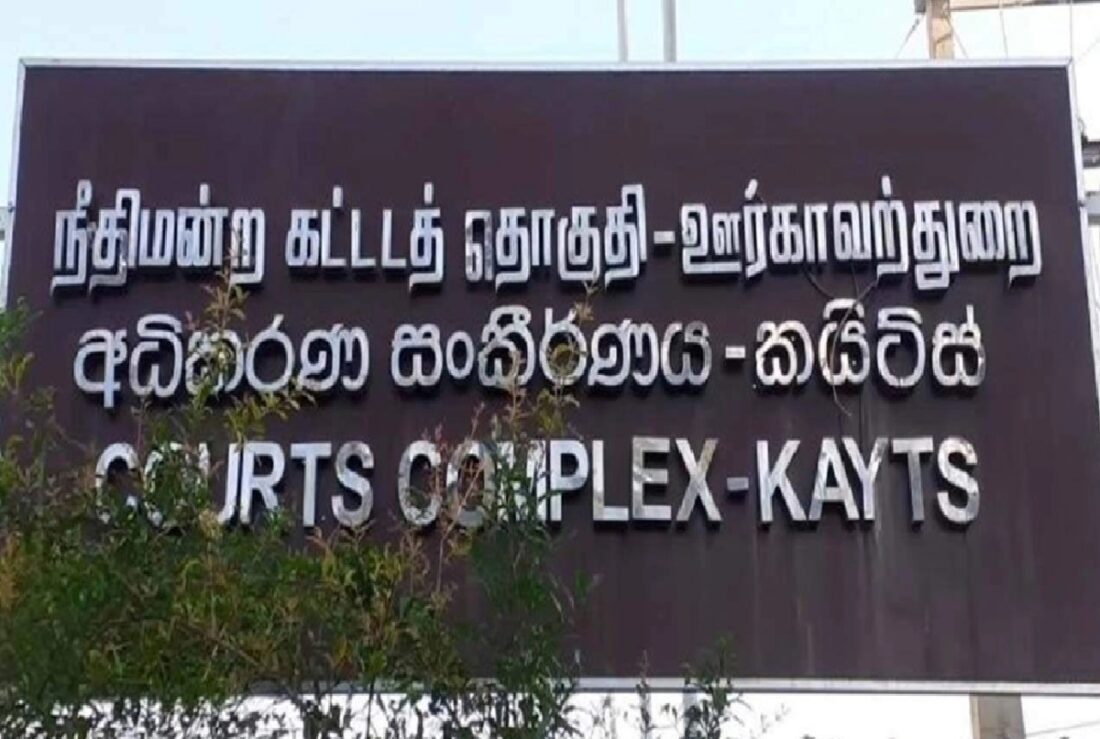 நீதிமன்ற கட்டடத் தொகுதி-ஊர்காவற்துறை
අධිකරණ සංකීර්ණය-කයිට්ස්
COURTS COMPLEX-KAYTS